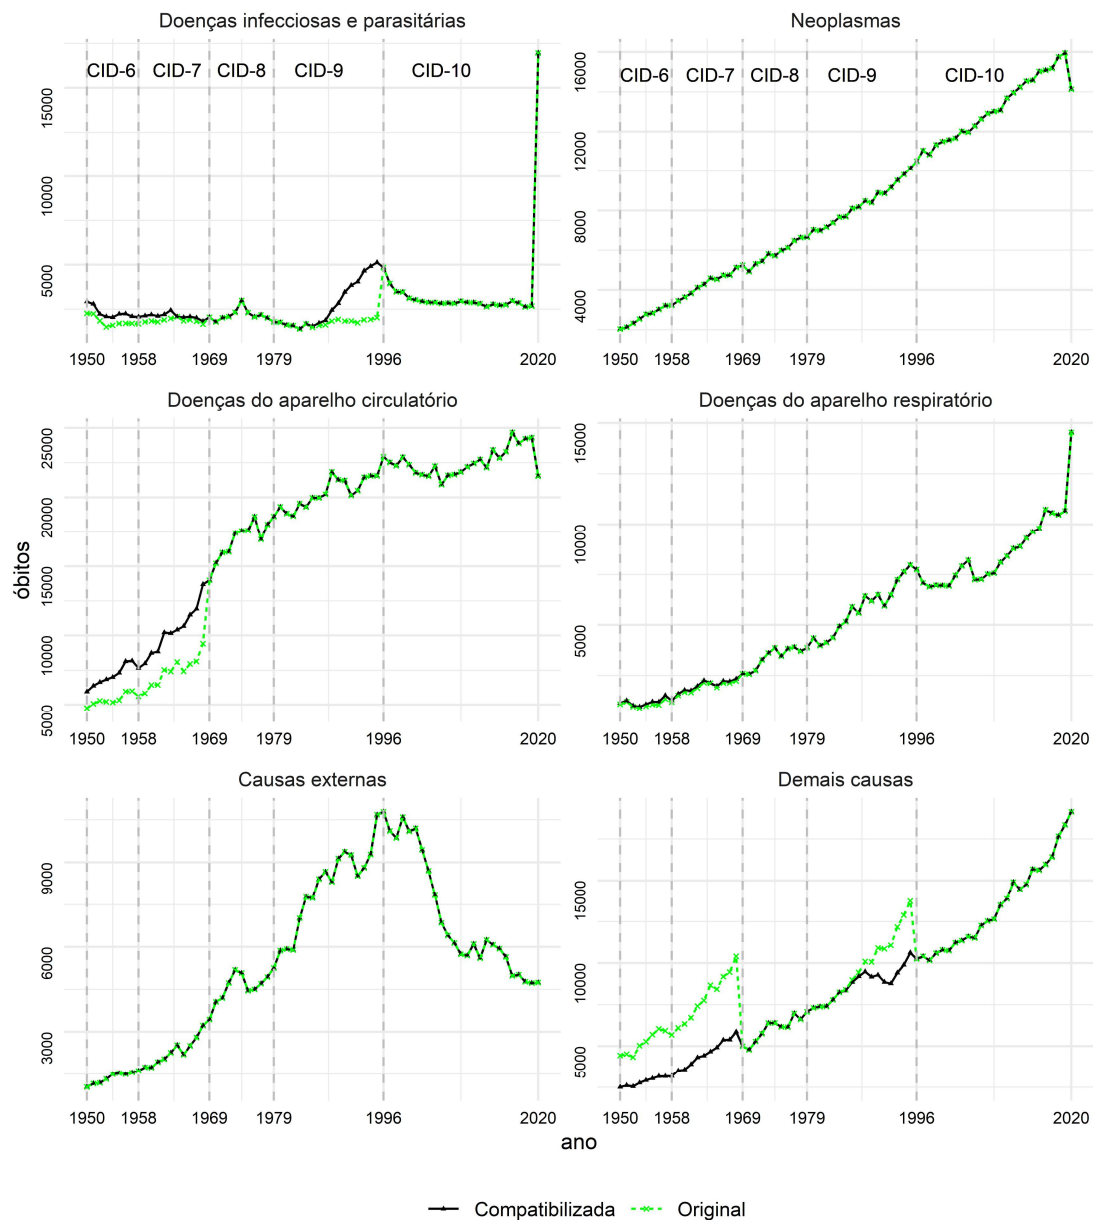 Doenças infecciosas e parasitárias
Neoplasmas
CID-6 CID-7 CID-8 CID-9 CID-10
CID-6 CID-7 CID-8 CID-9 CID-10
15000
10000
5000
16000
12000
8000
4000
1950 1958 1969 1979 1996 2020
1950 1958 1969 1979 1996 2020
Doenças do aparelho circulatório
Doenças do aparelho respiratório
25000
20000
15000
10000
5000
15000
10000
5000
1950 1958 1969 1979 1996 2020
1950 1958 1969 1979 1996 2020
óbitos
Causas externas
Demais causas
9000
6000
3000
15000
10000
5000
1950 1958 1969 1979 1996 2020
1950 1958 1969 1979 1996 2020
ano
Compatibilizada Original